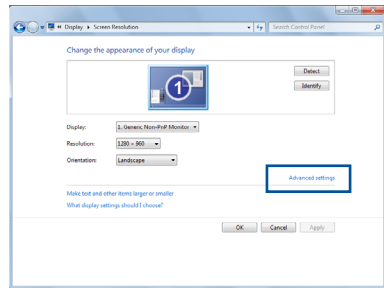 « Display ▸ Screen Resolution
Search Control Panel
Change the appearance of your display
1
Detect
Identify
Display: 1. Generic Non-PnP Monitor
Resolution: 1280 × 960
Orientation: Landscape
Advanced settings
Make text and other items larger or smaller
What display settings should I choose?
OK Cancel Apply